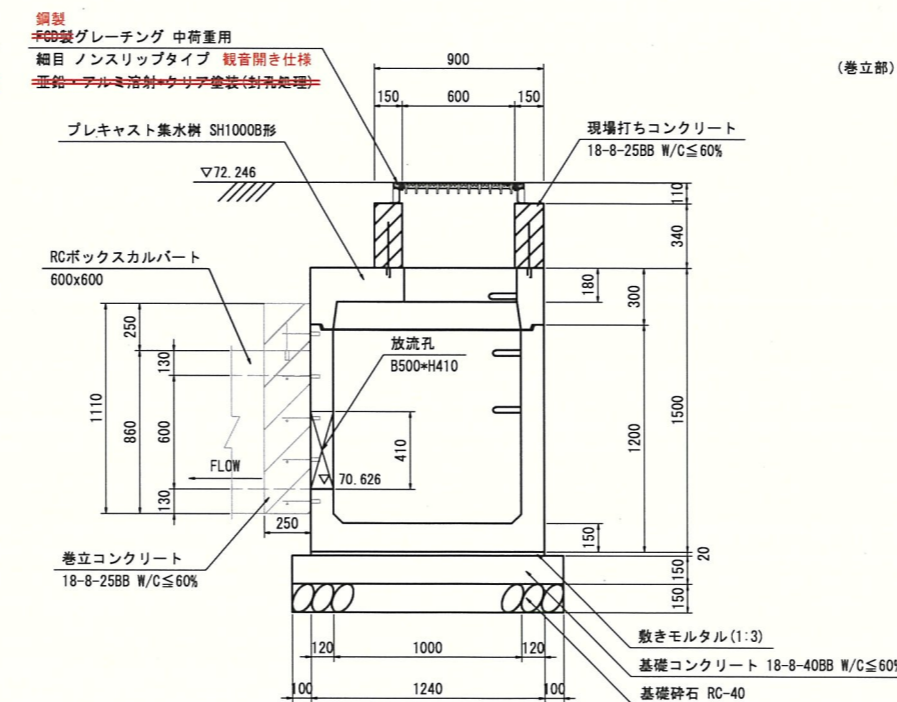 鋼製
FCD製グレーチング 中荷重用
細目 ノンスリップタイプ 観音開き仕様
亜鉛・アルミ溶射+クリア塗装(封孔処理)
(巻立部)
900
150 600 150
プレキャスト集水桝 SH1000B形
現場打ちコンクリート
18-8-25BB W/C≦60%
▽72.246
110
340
RCボックスカルバート
600x600
180
300
250
放流孔
B500*H410
130
1110
860
600
410
1200
1500
FLOW
▽ 70.626
130
250
150
20
150
150
巻立コンクリート
18-8-25BB W/C≦60%
敷きモルタル(1:3)
120 1000 120
基礎コンクリート 18-8-40BB W/C≦60%
100 1240 100
基礎砕石 RC-40